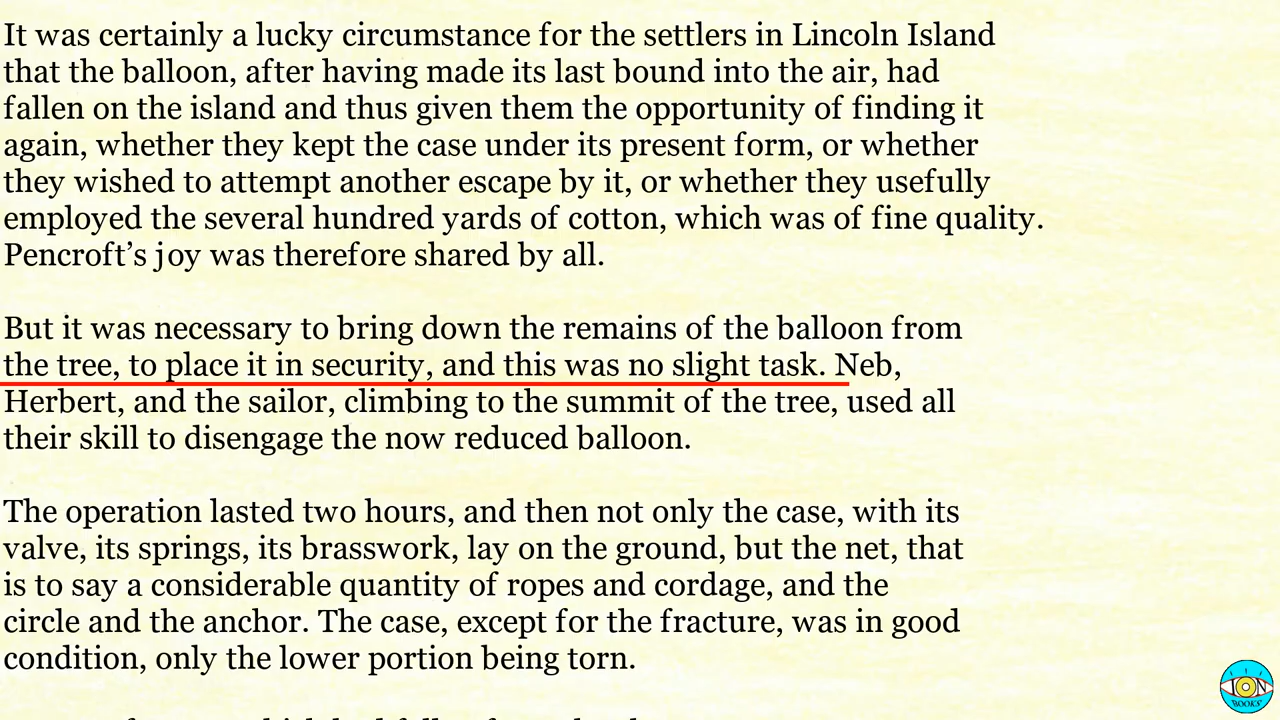 It was certainly a lucky circumstance for the settlers in Lincoln Island
that the balloon, after having made its last bound into the air, had
fallen on the island and thus given them the opportunity of finding it
again, whether they kept the case under its present form, or whether
they wished to attempt another escape by it, or whether they usefully
employed the several hundred yards of cotton, which was of fine quality.
Pencroft’s joy was therefore shared by all.
But it was necessary to bring down the remains of the balloon from
the tree, to place it in security, and this was no slight task. Neb,
Herbert, and the sailor, climbing to the summit of the tree, used all
their skill to disengage the now reduced balloon.
The operation lasted two hours, and then not only the case, with its
valve, its springs, its brasswork, lay on the ground, but the net, that
is to say a considerable quantity of ropes and cordage, and the
circle and the anchor. The case, except for the fracture, was in good
condition, only the lower portion being torn.
ION
BOOKS